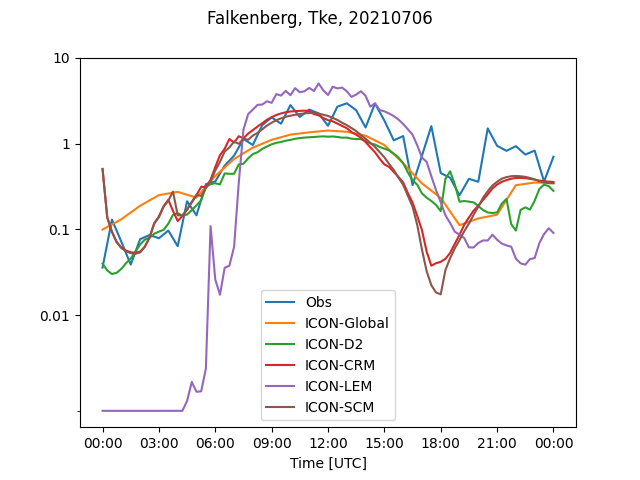 Falkenberg, Tke, 20210706
10
1
0.1
0.01
Obs
ICON-Global
ICON-D2
ICON-CRM
ICON-LEM
ICON-SCM
00:00 03:00 06:00 09:00 12:00 15:00 18:00 21:00 00:00
Time [UTC]